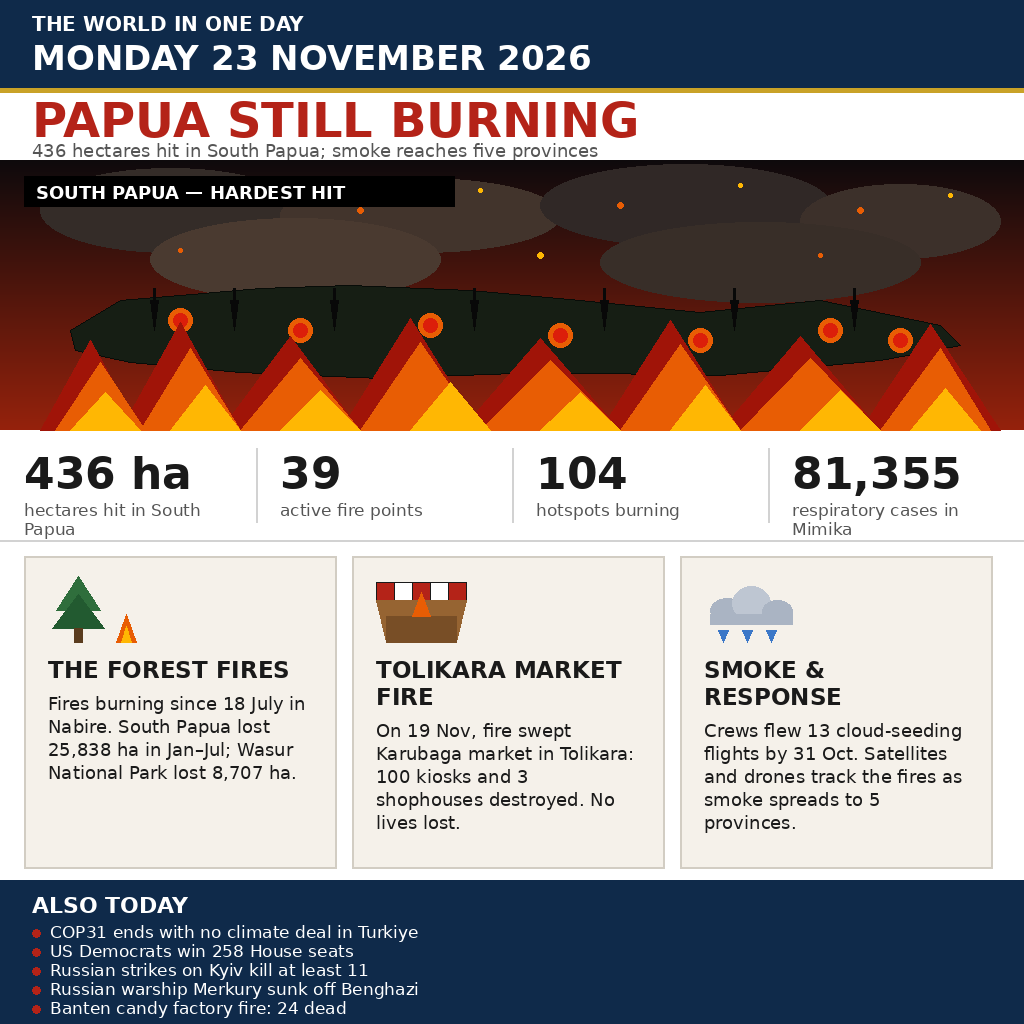 THE WORLD IN ONE DAY
MONDAY 23 NOVEMBER 2026
PAPUA STILL BURNING
436 hectares hit in South Papua; smoke reaches five provinces
SOUTH PAPUA — HARDEST HIT
436 ha
hectares hit in South
Papua
39
active fire points
104
hotspots burning
81,355
respiratory cases in
Mimika
THE FOREST FIRES
Fires burning since 18 July in
Nabire. South Papua lost
25,838 ha in Jan–Jul; Wasur
National Park lost 8,707 ha.
TOLIKARA MARKET
FIRE
On 19 Nov, fire swept
Karubaga market in Tolikara:
100 kiosks and 3
shophouses destroyed. No
lives lost.
SMOKE &
RESPONSE
Crews flew 13 cloud-seeding
flights by 31 Oct. Satellites
and drones track the fires as
smoke spreads to 5
provinces.
ALSO TODAY
COP31 ends with no climate deal in Turkiye
US Democrats win 258 House seats
Russian strikes on Kyiv kill at least 11
Russian warship Merkury sunk off Benghazi
Banten candy factory fire: 24 dead